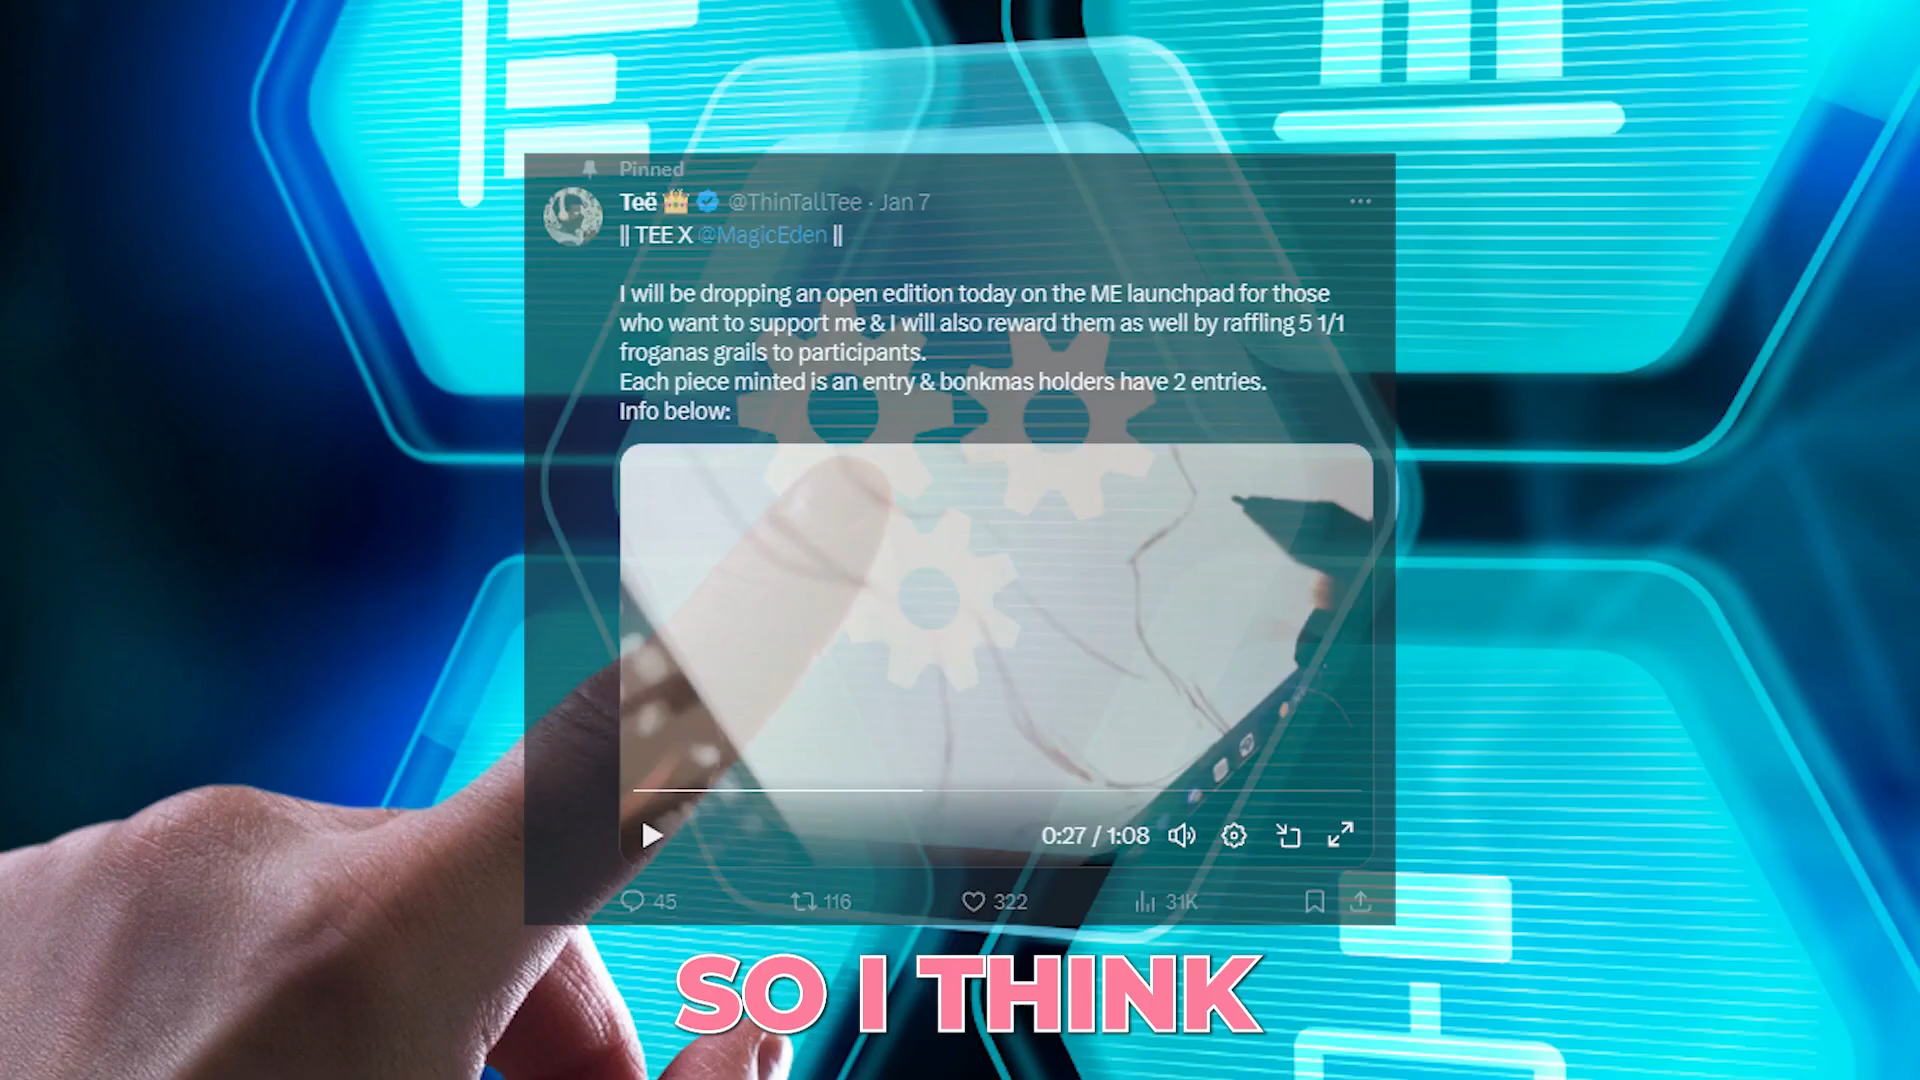 Pinned
Teë 👑 @ThinTallTee · Jan 7
|| TEE X @MagicEden ||
I will be dropping an open edition today on the ME launchpad for those
who want to support me & I will also reward them as well by raffling 5 1/1
froganas grails to participants.
Each piece minted is an entry & bonkmas holders have 2 entries.
Info below:
0:27 / 1:08
45 116 322 31K
SO I THINK